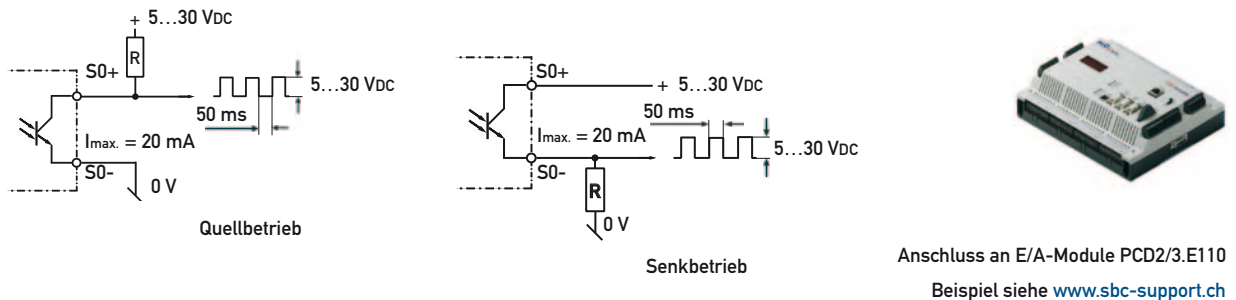 + 5…30 VDC
R
S0+
5…30 VDC
50 ms
Imax. = 20 mA
S0-
0 V
Quellbetrieb
S0+
+ 5…30 VDC
50 ms
Imax. = 20 mA
5…30 VDC
S0-
R
0 V
Senkbetrieb
Anschluss an E/A-Module PCD2/3.E110
Beispiel siehe www.sbc-support.ch